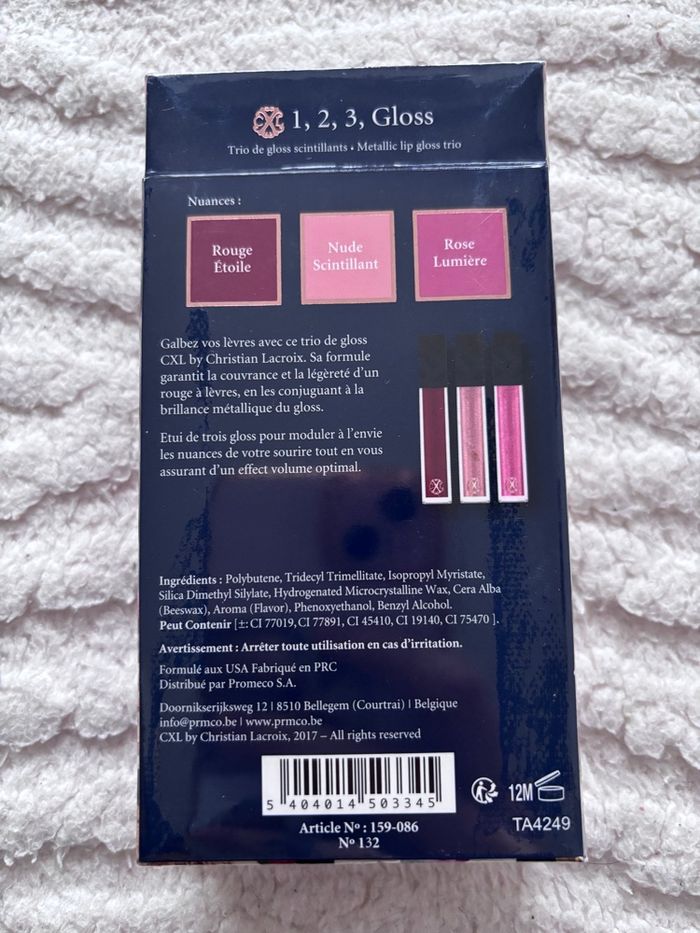 CXL 1, 2, 3, Gloss
Trio de gloss scintillants • Metallic lip gloss trio
Nuances :
Rouge
Étoile
Nude
Scintillant
Rose
Lumière
Galbez vos lèvres avec ce trio de gloss
CXL by Christian Lacroix. Sa formule
garantit la couvrance et la légèreté d'un
rouge à lèvres, en les conjuguant à la
brillance métallique du gloss.
Etui de trois gloss pour moduler à l'envie
les nuances de votre sourire tout en vous
assurant d'un effect volume optimal.
CXL
CXL
CXL
Ingrédients : Polybutene, Tridecyl Trimellitate, Isopropyl Myristate,
Silica Dimethyl Silylate, Hydrogenated Microcrystalline Wax, Cera Alba
(Beeswax), Aroma (Flavor), Phenoxyethanol, Benzyl Alcohol.
Peut Contenir [±: CI 77019, CI 77891, CI 45410, CI 19140, CI 75470 ].
Avertissement : Arrêter toute utilisation en cas d'irritation.
Formulé aux USA Fabriqué en PRC
Distribué par Promeco S.A.
Doornikserijksweg 12 | 8510 Bellegem (Courtrai) | Belgique
info@prmco.be | www.prmco.be
CXL by Christian Lacroix, 2017 – All rights reserved
5 404014 503345
12M
Article Nº : 159-086
Nº 132
TA4249